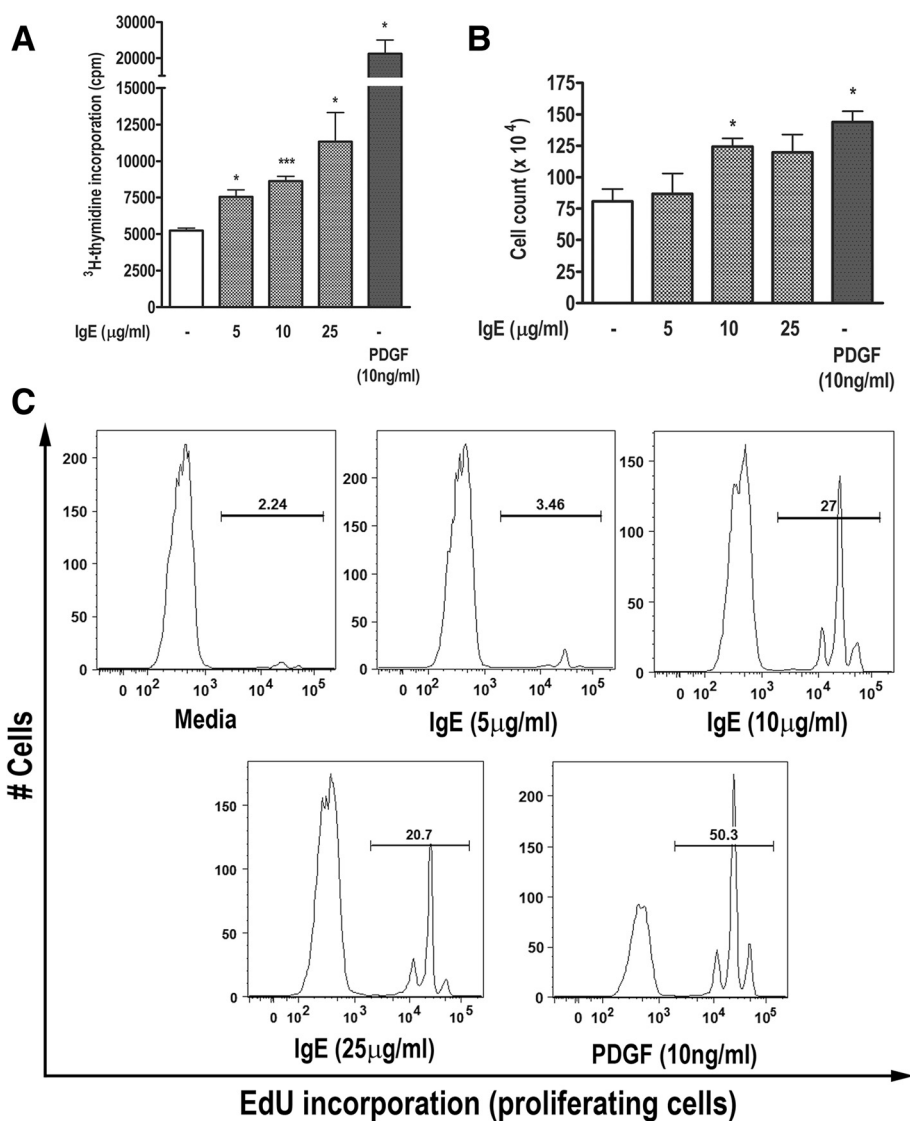 A
³H-thymidine incorporation (cpm)
30000
20000
15000
12500
10000
7500
5000
2500
0
*
***
*
*
IgE (μg/ml)
- 5 10 25 -
PDGF
(10ng/ml)
B
Cell count (x 10⁴)
175
150
125
100
75
50
25
0
*
*
IgE (μg/ml)
- 5 10 25 -
PDGF
(10ng/ml)
C
# Cells
200
150
100
50
0
2.24
0 10² 10³ 10⁴ 10⁵
Media
200
150
100
50
0
3.46
0 10² 10³ 10⁴ 10⁵
IgE (5μg/ml)
150
100
50
0
27
0 10² 10³ 10⁴ 10⁵
IgE (10μg/ml)
150
100
50
0
20.7
0 10² 10³ 10⁴ 10⁵
IgE (25μg/ml)
200
150
100
50
0
50.3
0 10² 10³ 10⁴ 10⁵
PDGF (10ng/ml)
EdU incorporation (proliferating cells)